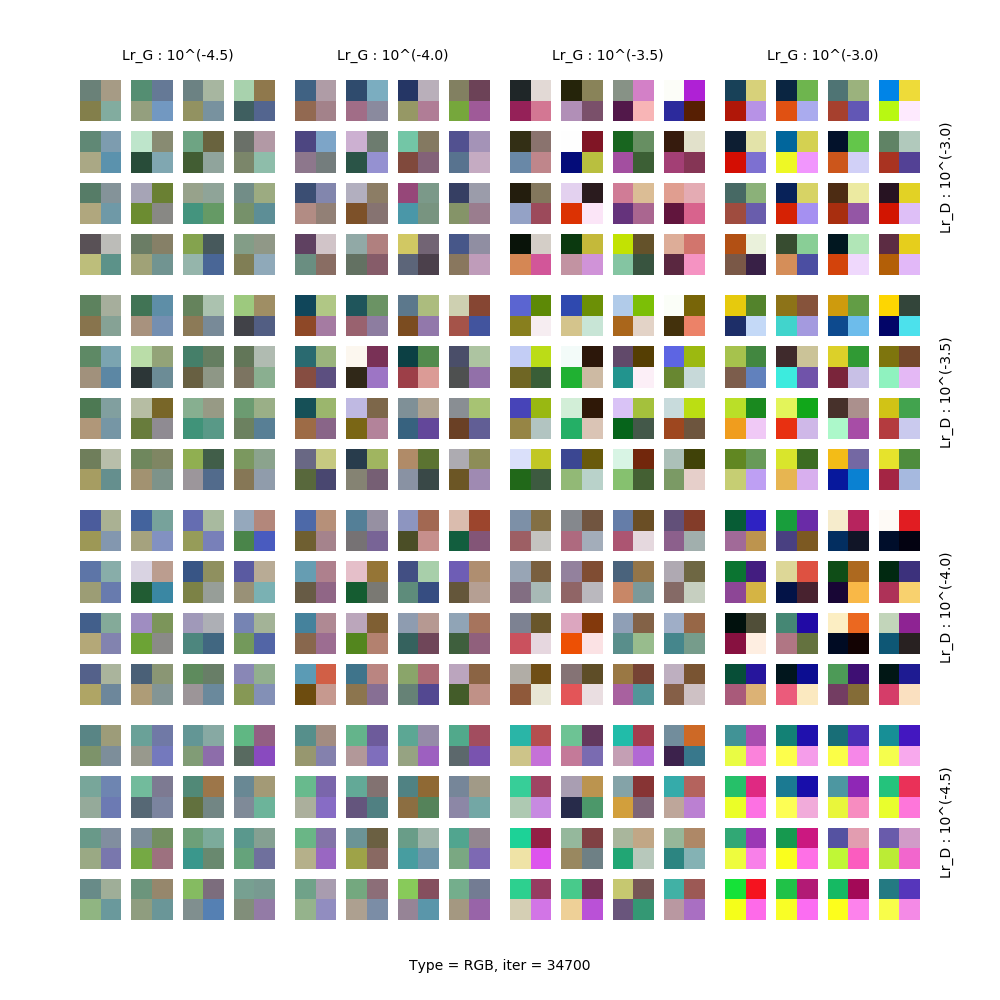 Lr_G : 10^(-4.5)
Lr_G : 10^(-4.0)
Lr_G : 10^(-3.5)
Lr_G : 10^(-3.0)
Lr_D : 10^(-3.0)
Lr_D : 10^(-3.5)
Lr_D : 10^(-4.0)
Lr_D : 10^(-4.5)
Type = RGB, iter = 34700